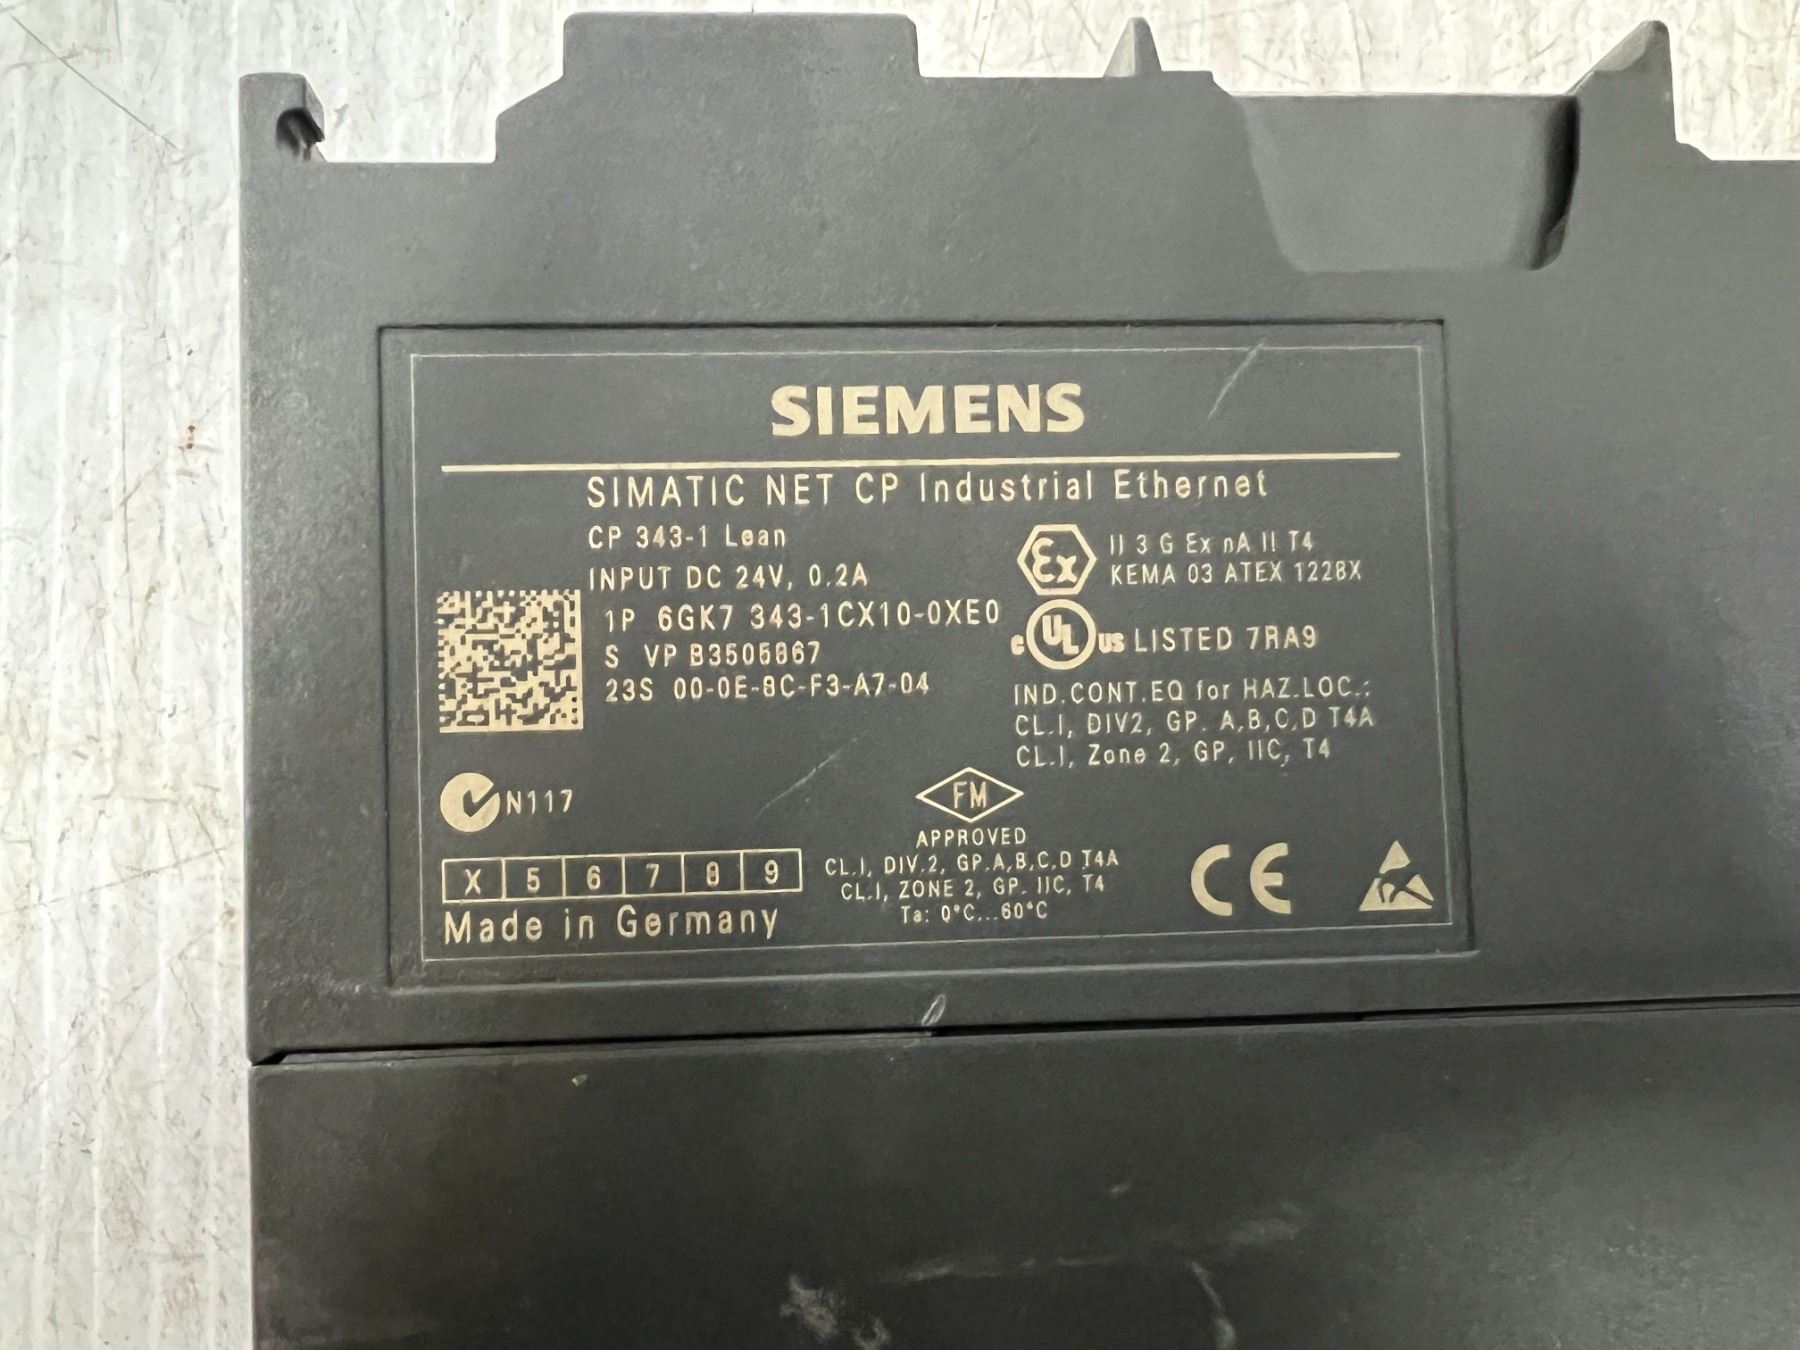 SIEMENS
SIMATIC NET CP Industrial Ethernet
CP 343-1 Lean
INPUT DC 24V, 0.2A
1P 6GK7 343-1CX10-0XE0
S VP B3505867
23S 00-0E-8C-F3-A7-04
Ex II 3 G Ex nA II T4
KEMA 03 ATEX 1228X
c UL us LISTED 7RA9
IND.CONT.EQ for HAZ.LOC.:
CL.I, DIV2, GP. A,B,C,D T4A
CL.I, Zone 2, GP. IIC, T4
N117
FM
APPROVED
CL.I, DIV.2, GP.A,B,C,D T4A
CL.I, ZONE 2, GP. IIC, T4
Ta: 0°C...60°C
X 5 6 7 8 9
Made in Germany
CE